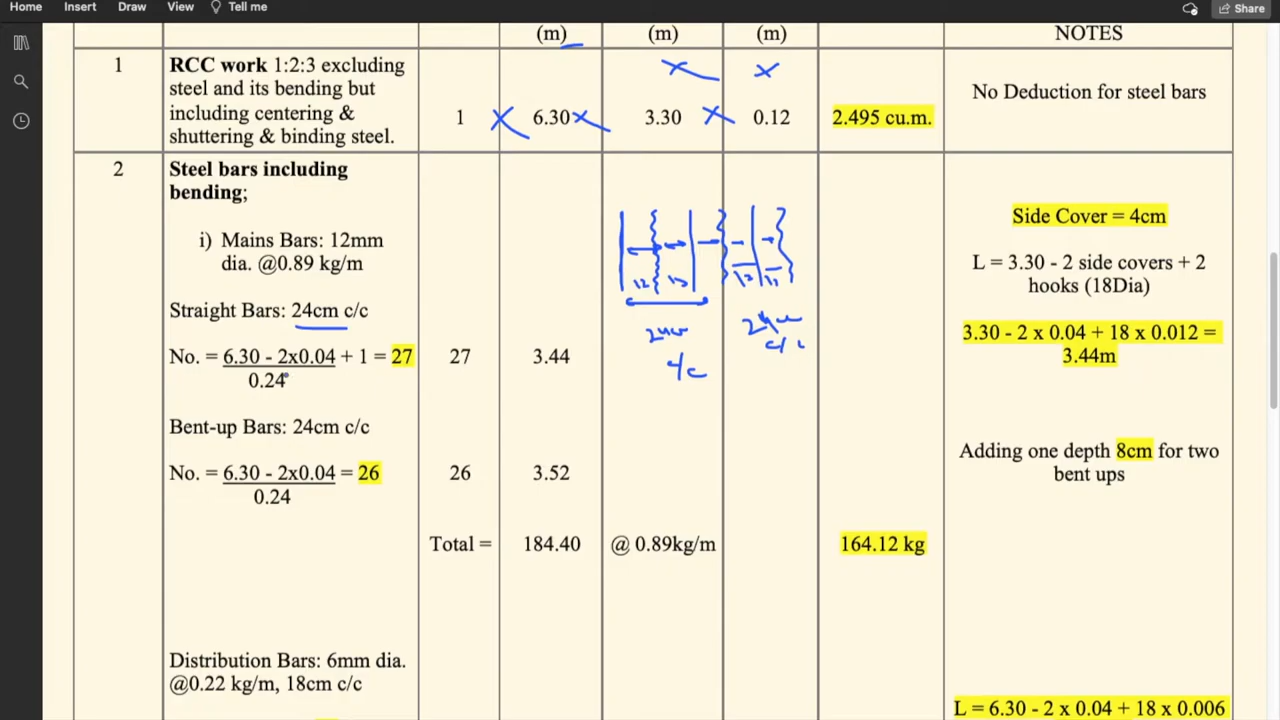 Home Insert Draw View Tell me Share
(m) (m) (m) NOTES
1 RCC work 1:2:3 excluding
steel and its bending but
including centering &
shuttering & binding steel.
1 6.30 3.30 0.12 2.495 cu.m.
No Deduction for steel bars
2 Steel bars including
bending;
i) Mains Bars: 12mm
dia. @0.89 kg/m
Side Cover = 4cm
L = 3.30 - 2 side covers + 2
hooks (18Dia)
Straight Bars: 24cm c/c
No. = 6.30 - 2x0.04 + 1 = 27
0.24
27 3.44
3.30 - 2 x 0.04 + 18 x 0.012 =
3.44m
12 12
c/c
c/c
Bent-up Bars: 24cm c/c
No. = 6.30 - 2x0.04 = 26
0.24
26 3.52
Adding one depth 8cm for two
bent ups
Total = 184.40 @ 0.89kg/m 164.12 kg
Distribution Bars: 6mm dia.
@0.22 kg/m, 18cm c/c
L = 6.30 - 2 x 0.04 + 18 x 0.006